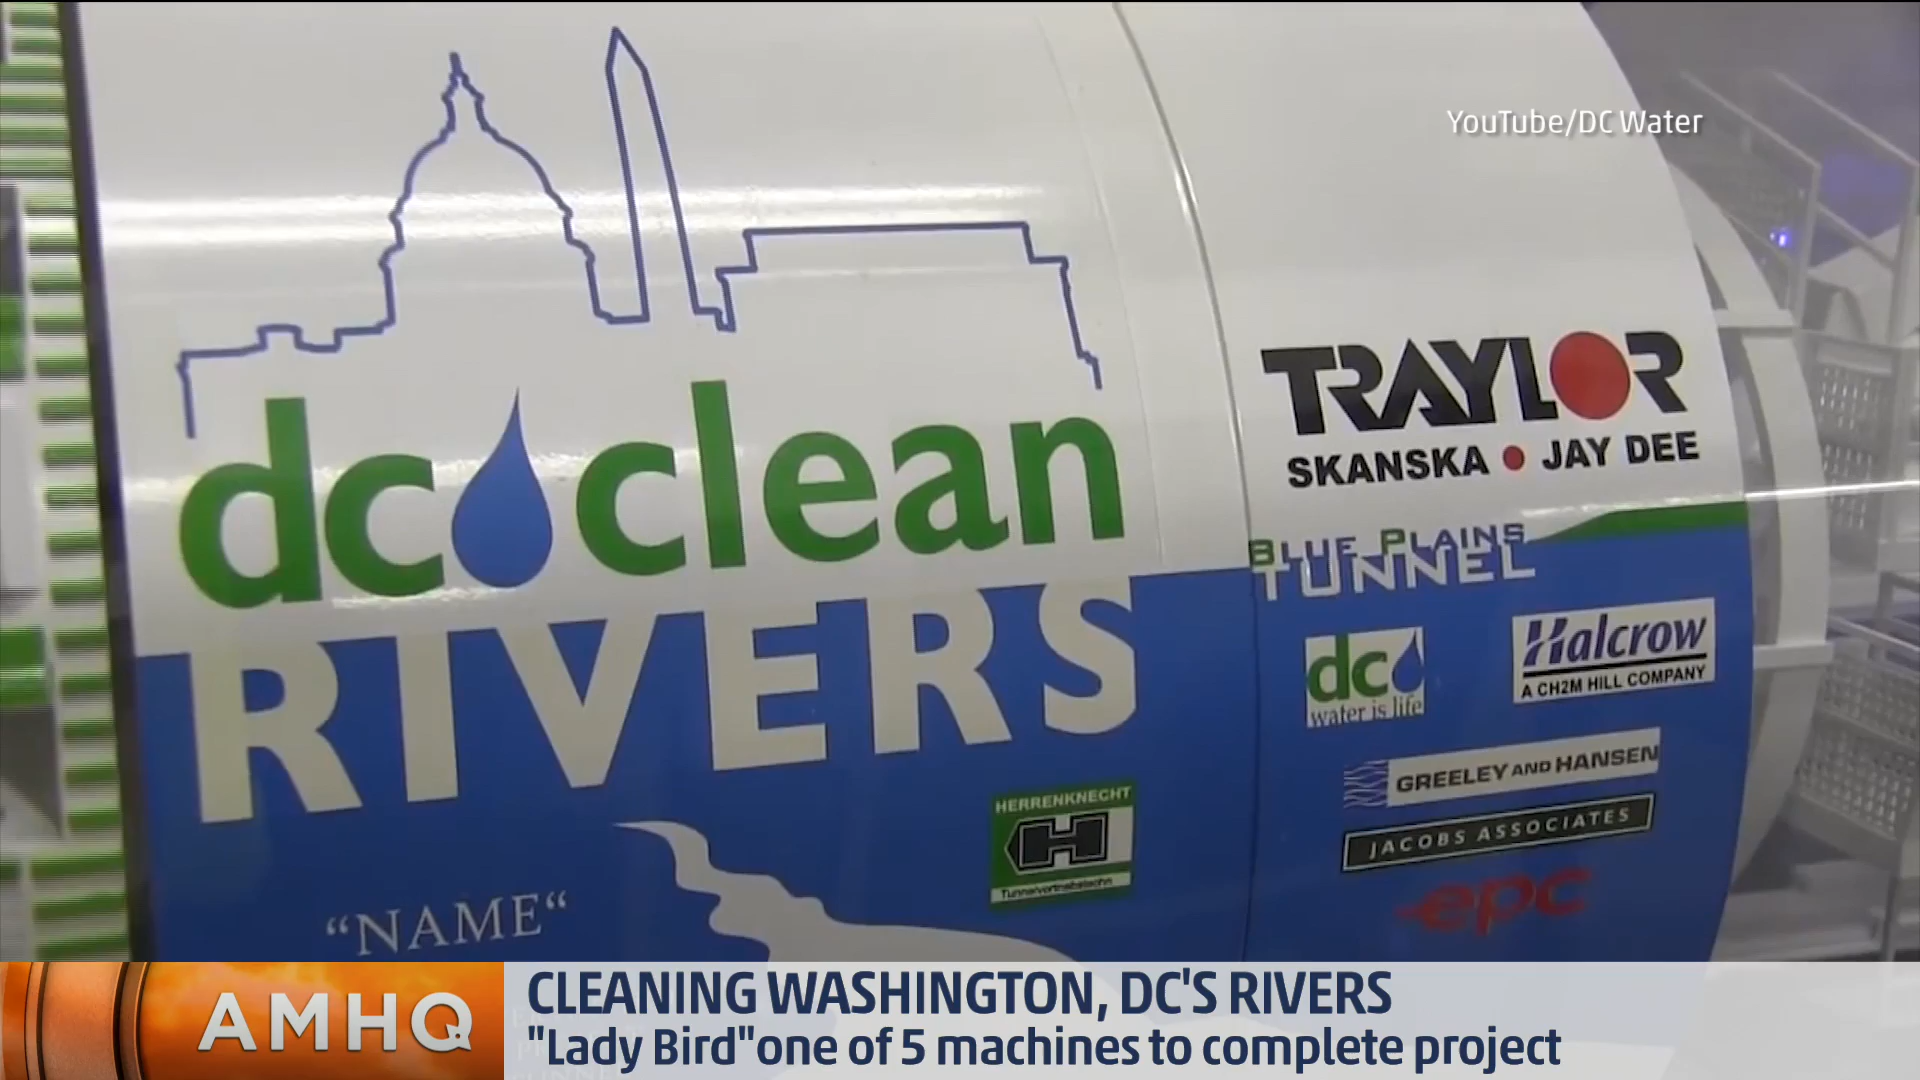 YouTube/DC Water
dc clean
RIVERS
"NAME"
HERRENKNECHT
H
Tunnelvortriebstechn
TRAYLOR
SKANSKA • JAY DEE
BLUE PLAINS
TUNNEL
dc
water is life
Halcrow
A CH2M HILL COMPANY
GREELEY AND HANSEN
JACOBS ASSOCIATES
epc
AMHQ
CLEANING WASHINGTON, DC'S RIVERS
"Lady Bird"one of 5 machines to complete project